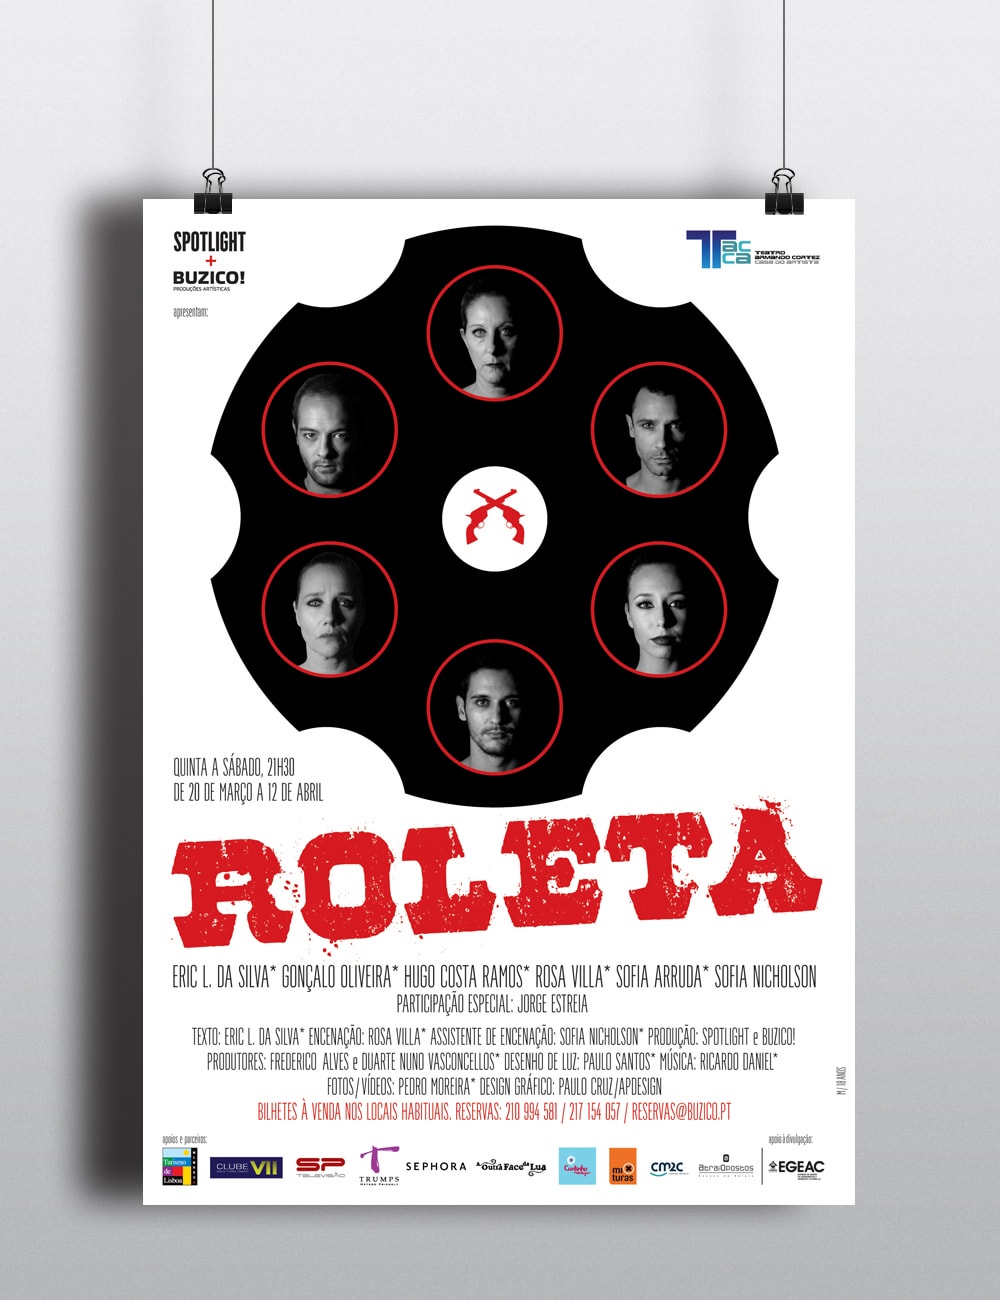 SPOTLIGHT
+
BUZICO!
PRODUÇÕES ARTÍSTICAS
apresentam:
TACCA
TEATRO
ARMANDO CORTEZ
CASA DO ARTISTA
QUINTA A SÁBADO, 21H30
DE 20 DE MARÇO A 12 DE ABRIL
ROLETA
ERIC L. DA SILVA* GONÇALO OLIVEIRA* HUGO COSTA RAMOS* ROSA VILLA* SOFIA ARRUDA* SOFIA NICHOLSON
PARTICIPAÇÃO ESPECIAL: JORGE ESTREIA
TEXTO: ERIC L. DA SILVA* ENCENAÇÃO: ROSA VILLA* ASSISTENTE DE ENCENAÇÃO: SOFIA NICHOLSON* PRODUÇÃO: SPOTLIGHT e BUZICO!
PRODUTORES: FREDERICO ALVES e DUARTE NUNO VASCONCELLOS* DESENHO DE LUZ: PAULO SANTOS* MÚSICA: RICARDO DANIEL*
FOTOS/VÍDEOS: PEDRO MOREIRA* DESIGN GRÁFICO: PAULO CRUZ/APDESIGN
BILHETES À VENDA NOS LOCAIS HABITUAIS. RESERVAS: 210 994 581 / 217 154 057 / RESERVAS@BUZICO.PT
M/ 18 ANOS
apoios e parceiros:
apoio à divulgação:
Turismo
de
Lisboa
CLUBE VII
SP
TELEVISÃO
TRUMPS
SEPHORA
A Outra Face da Lua
mi
turas
cm2c
atrai Opostos
EGEAC